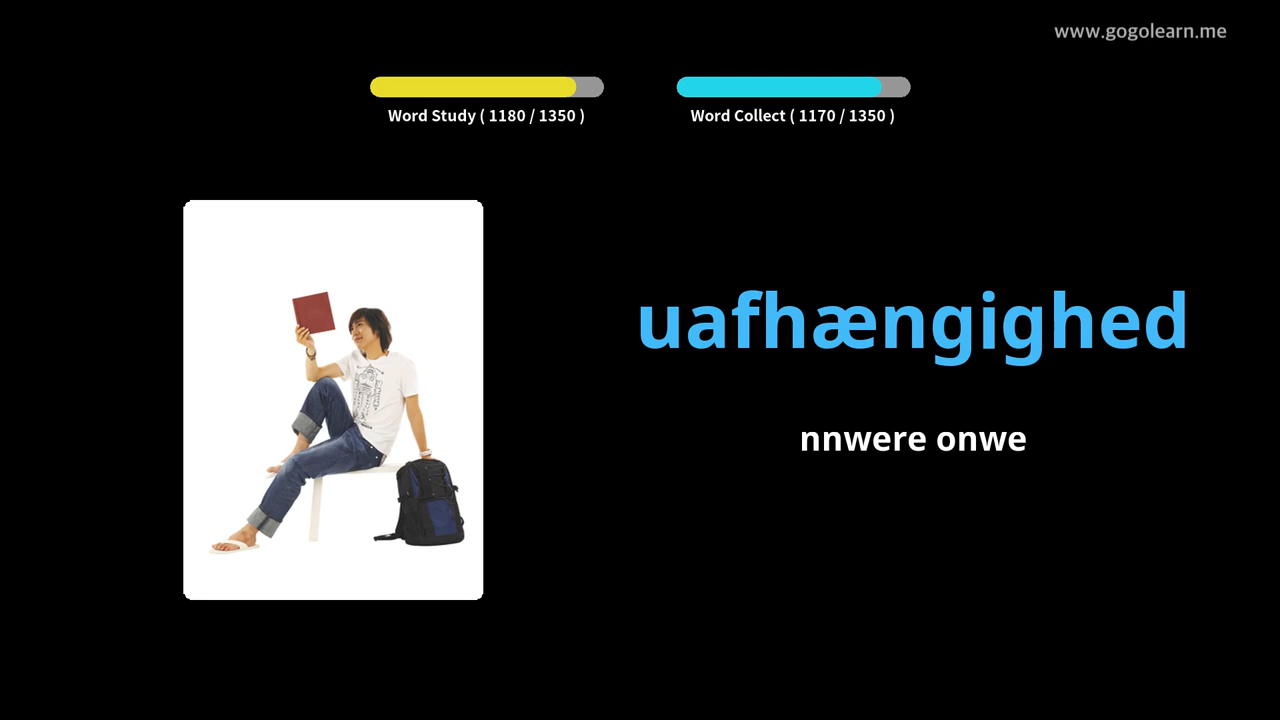 www.gogolearn.me
Word Study ( 1180 / 1350 )
Word Collect ( 1170 / 1350 )
uafhængighed
nnwere onwe